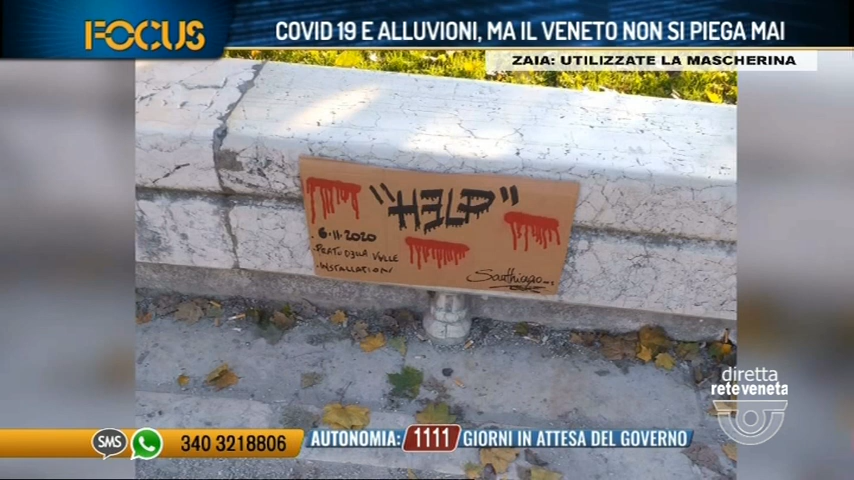 FOCUS
COVID 19 E ALLUVIONI, MA IL VENETO NON SI PIEGA MAI
ZAIA: UTILIZZATE LA MASCHERINA
"HELP"
6·11·2020
PRATO DELLA VALLE
·INSTALLATION
Santhiago...
diretta
reteveneta
SMS
340 3218806
AUTONOMIA: 1111 GIORNI IN ATTESA DEL GOVERNO